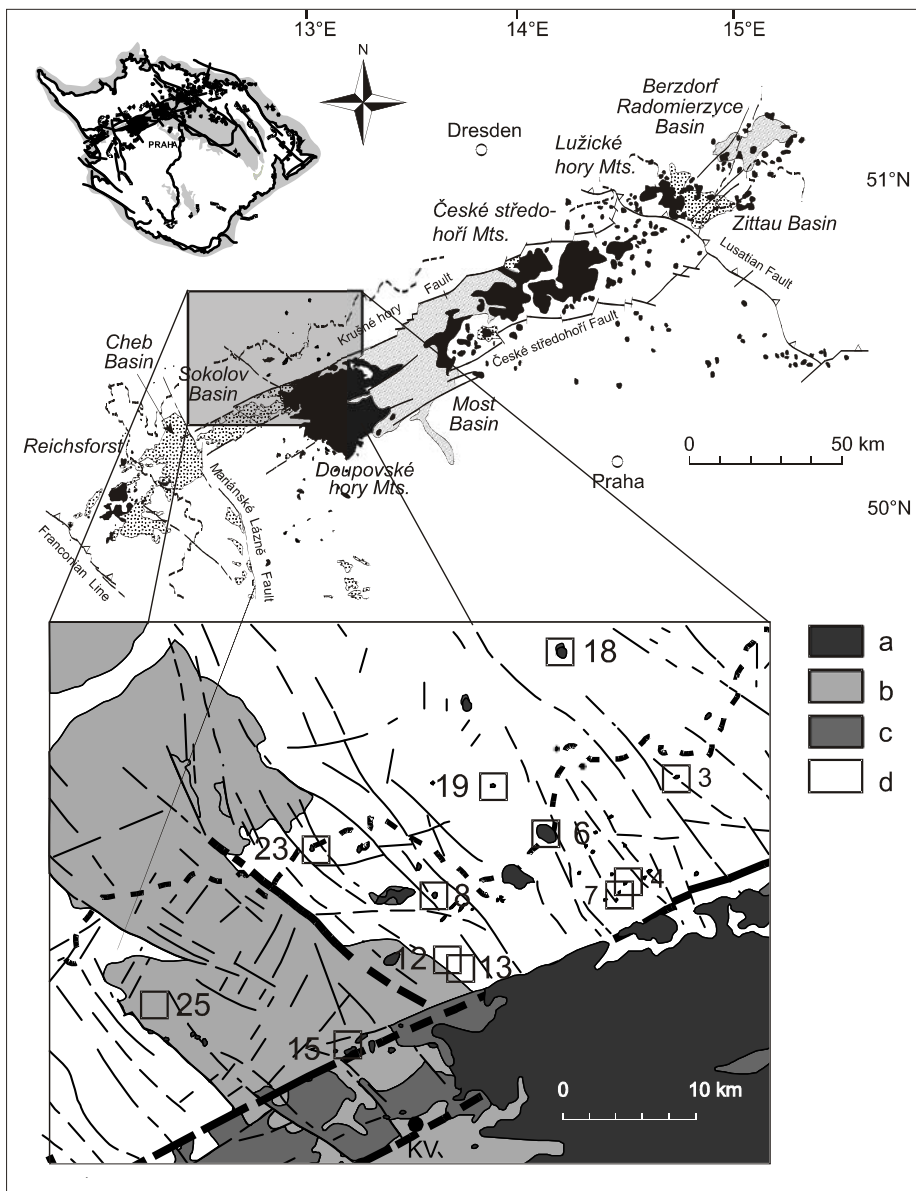 13°E 14°E 15°E
N
PRAHA
Berzdorf
Radomierzyce
Basin
Dresden
Lužické
hory Mts.
51°N
České středo-
hoří Mts.
Zittau Basin
Lusatian Fault
Krušné hory Fault
České středohoří Fault
Cheb
Basin
Sokolov
Basin
Most
Basin
0 50 km
Reichsforst
Doupovské
hory Mts.
Praha
Mariánské Lázně Fault
50°N
Franconian Line
18
a
b
c
d
3
19
6
23
4
7
8
12
13
25
15
0 10 km
KV.